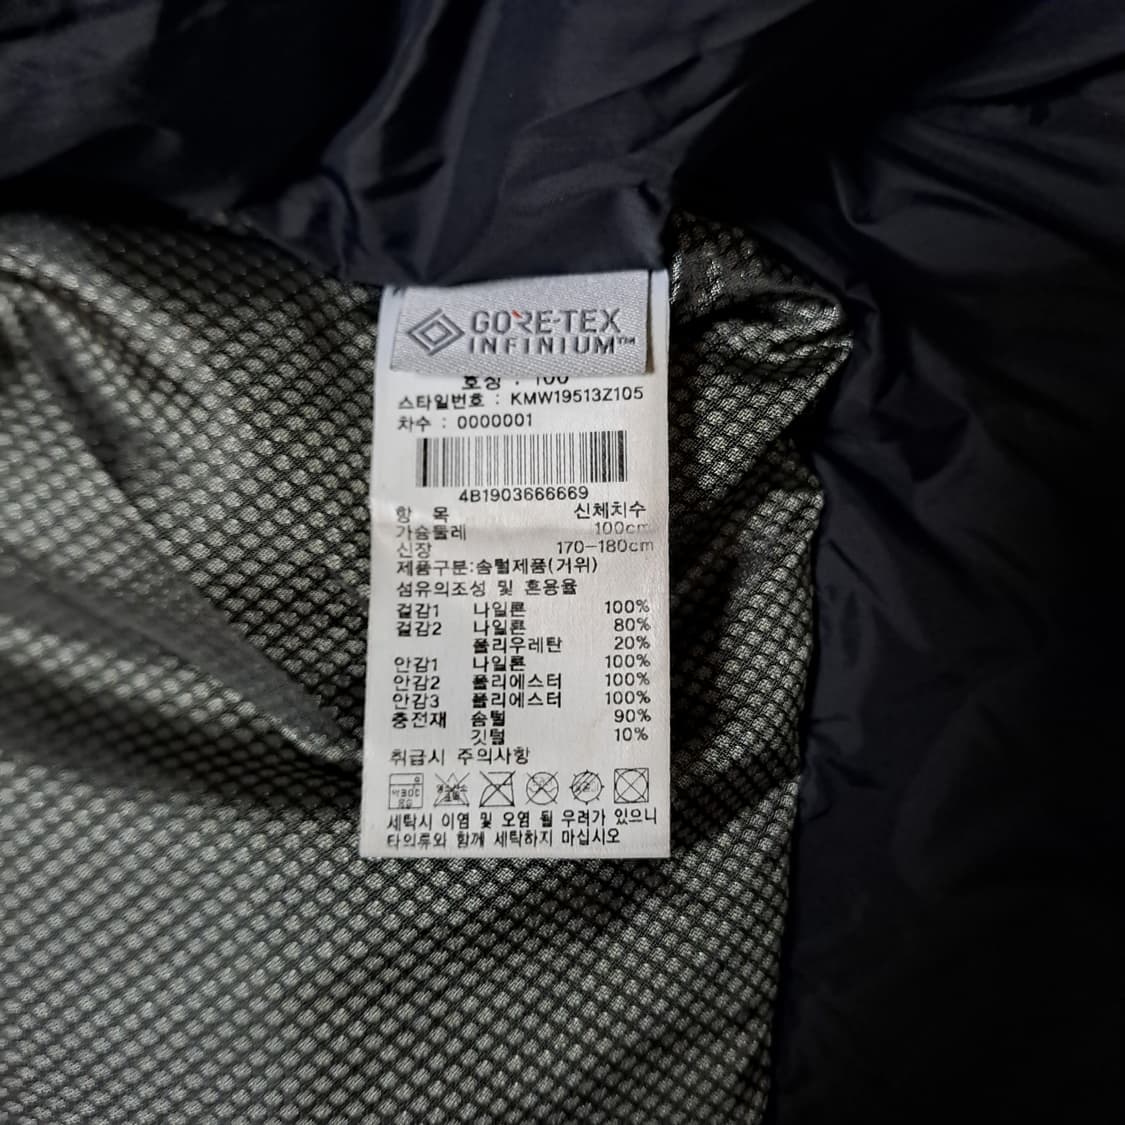 GORE-TEX
INFINIUM™
호칭 : 100
스타일번호 : KMW19513Z105
차수 : 0000001
4B1903666669
항 목 신체치수
가슴둘레 100cm
신장 170-180cm
제품구분:솜털제품(거위)
섬유의조성 및 혼용율
겉감1 나일론 100%
겉감2 나일론 80%
폴리우레탄 20%
안감1 나일론 100%
안감2 폴리에스터 100%
안감3 폴리에스터 100%
충전재 솜털 90%
깃털 10%
취급시 주의사항
세탁시 이염 및 오염 될 우려가 있으니
타의류와 함께 세탁하지 마십시오